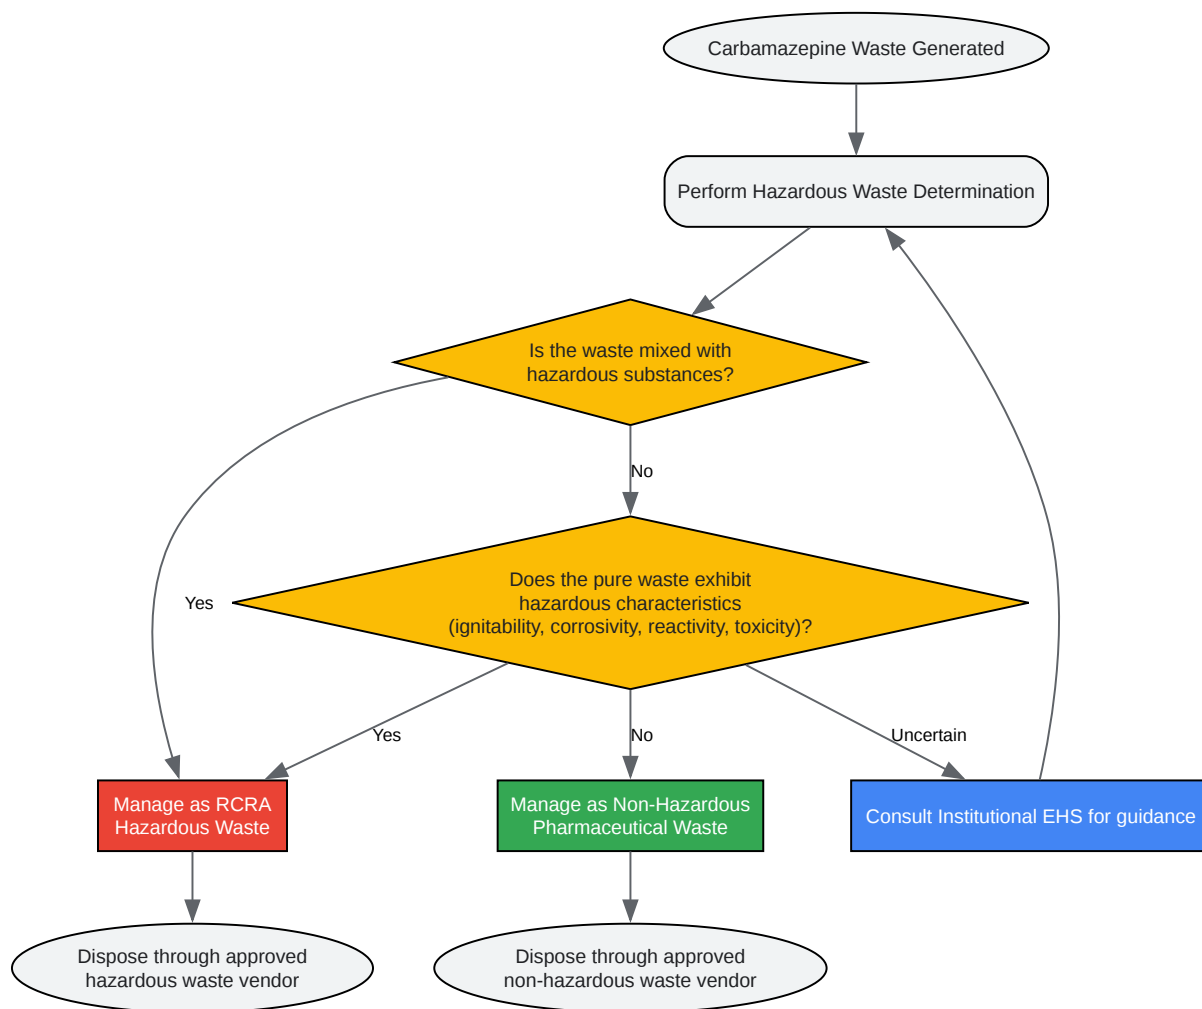 Carbamazepine Waste Generated
Perform Hazardous Waste Determination
Is the waste mixed with
hazardous substances?
No
Does the pure waste exhibit
hazardous characteristics
(ignitability, corrosivity, reactivity, toxicity)?
Yes
Yes
No
Uncertain
Manage as RCRA
Hazardous Waste
Manage as Non-Hazardous
Pharmaceutical Waste
Consult Institutional EHS for guidance
Dispose through approved
hazardous waste vendor
Dispose through approved
non-hazardous waste vendor